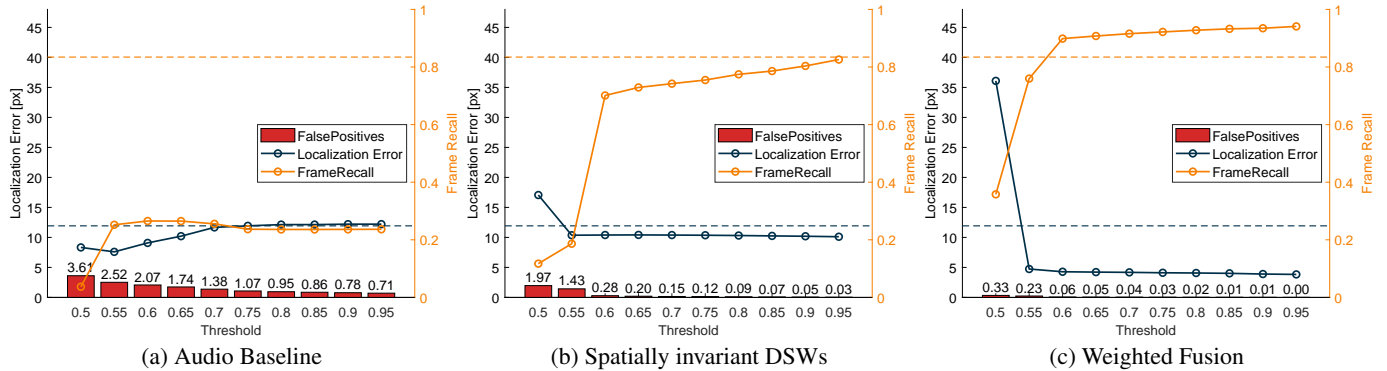 45
40
35
30
25
20
15
10
5
0
Localization Error [px]
1
0.8
0.6
0.4
0.2
0
Frame Recall
FalsePositives
Localization Error
FrameRecall
3.61 2.52 2.07 1.74 1.38 1.07 0.95 0.86 0.78 0.71
0.5 0.55 0.6 0.65 0.7 0.75 0.8 0.85 0.9 0.95
Threshold
(a) Audio Baseline
45
40
35
30
25
20
15
10
5
0
Localization Error [px]
1
0.8
0.6
0.4
0.2
0
Frame Recall
FalsePositives
Localization Error
FrameRecall
1.97 1.43 0.28 0.20 0.15 0.12 0.09 0.07 0.05 0.03
0.5 0.55 0.6 0.65 0.7 0.75 0.8 0.85 0.9 0.95
Threshold
(b) Spatially invariant DSWs
45
40
35
30
25
20
15
10
5
0
Localization Error [px]
1
0.8
0.6
0.4
0.2
0
Frame Recall
FalsePositives
Localization Error
FrameRecall
0.33 0.23 0.06 0.05 0.04 0.03 0.02 0.01 0.01 0.00
0.5 0.55 0.6 0.65 0.7 0.75 0.8 0.85 0.9 0.95
Threshold
(c) Weighted Fusion